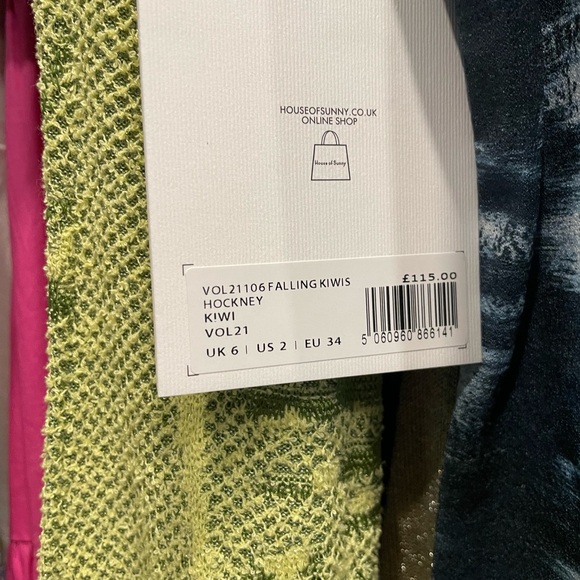 HOUSEOFSUNNY.CO.UK
ONLINE SHOP
House of Sunny
VOL21106 FALLING KIWIS
HOCKNEY
K!WI
VOL21
UK 6 | US 2 | EU 34
£115.00
5 060960 866141